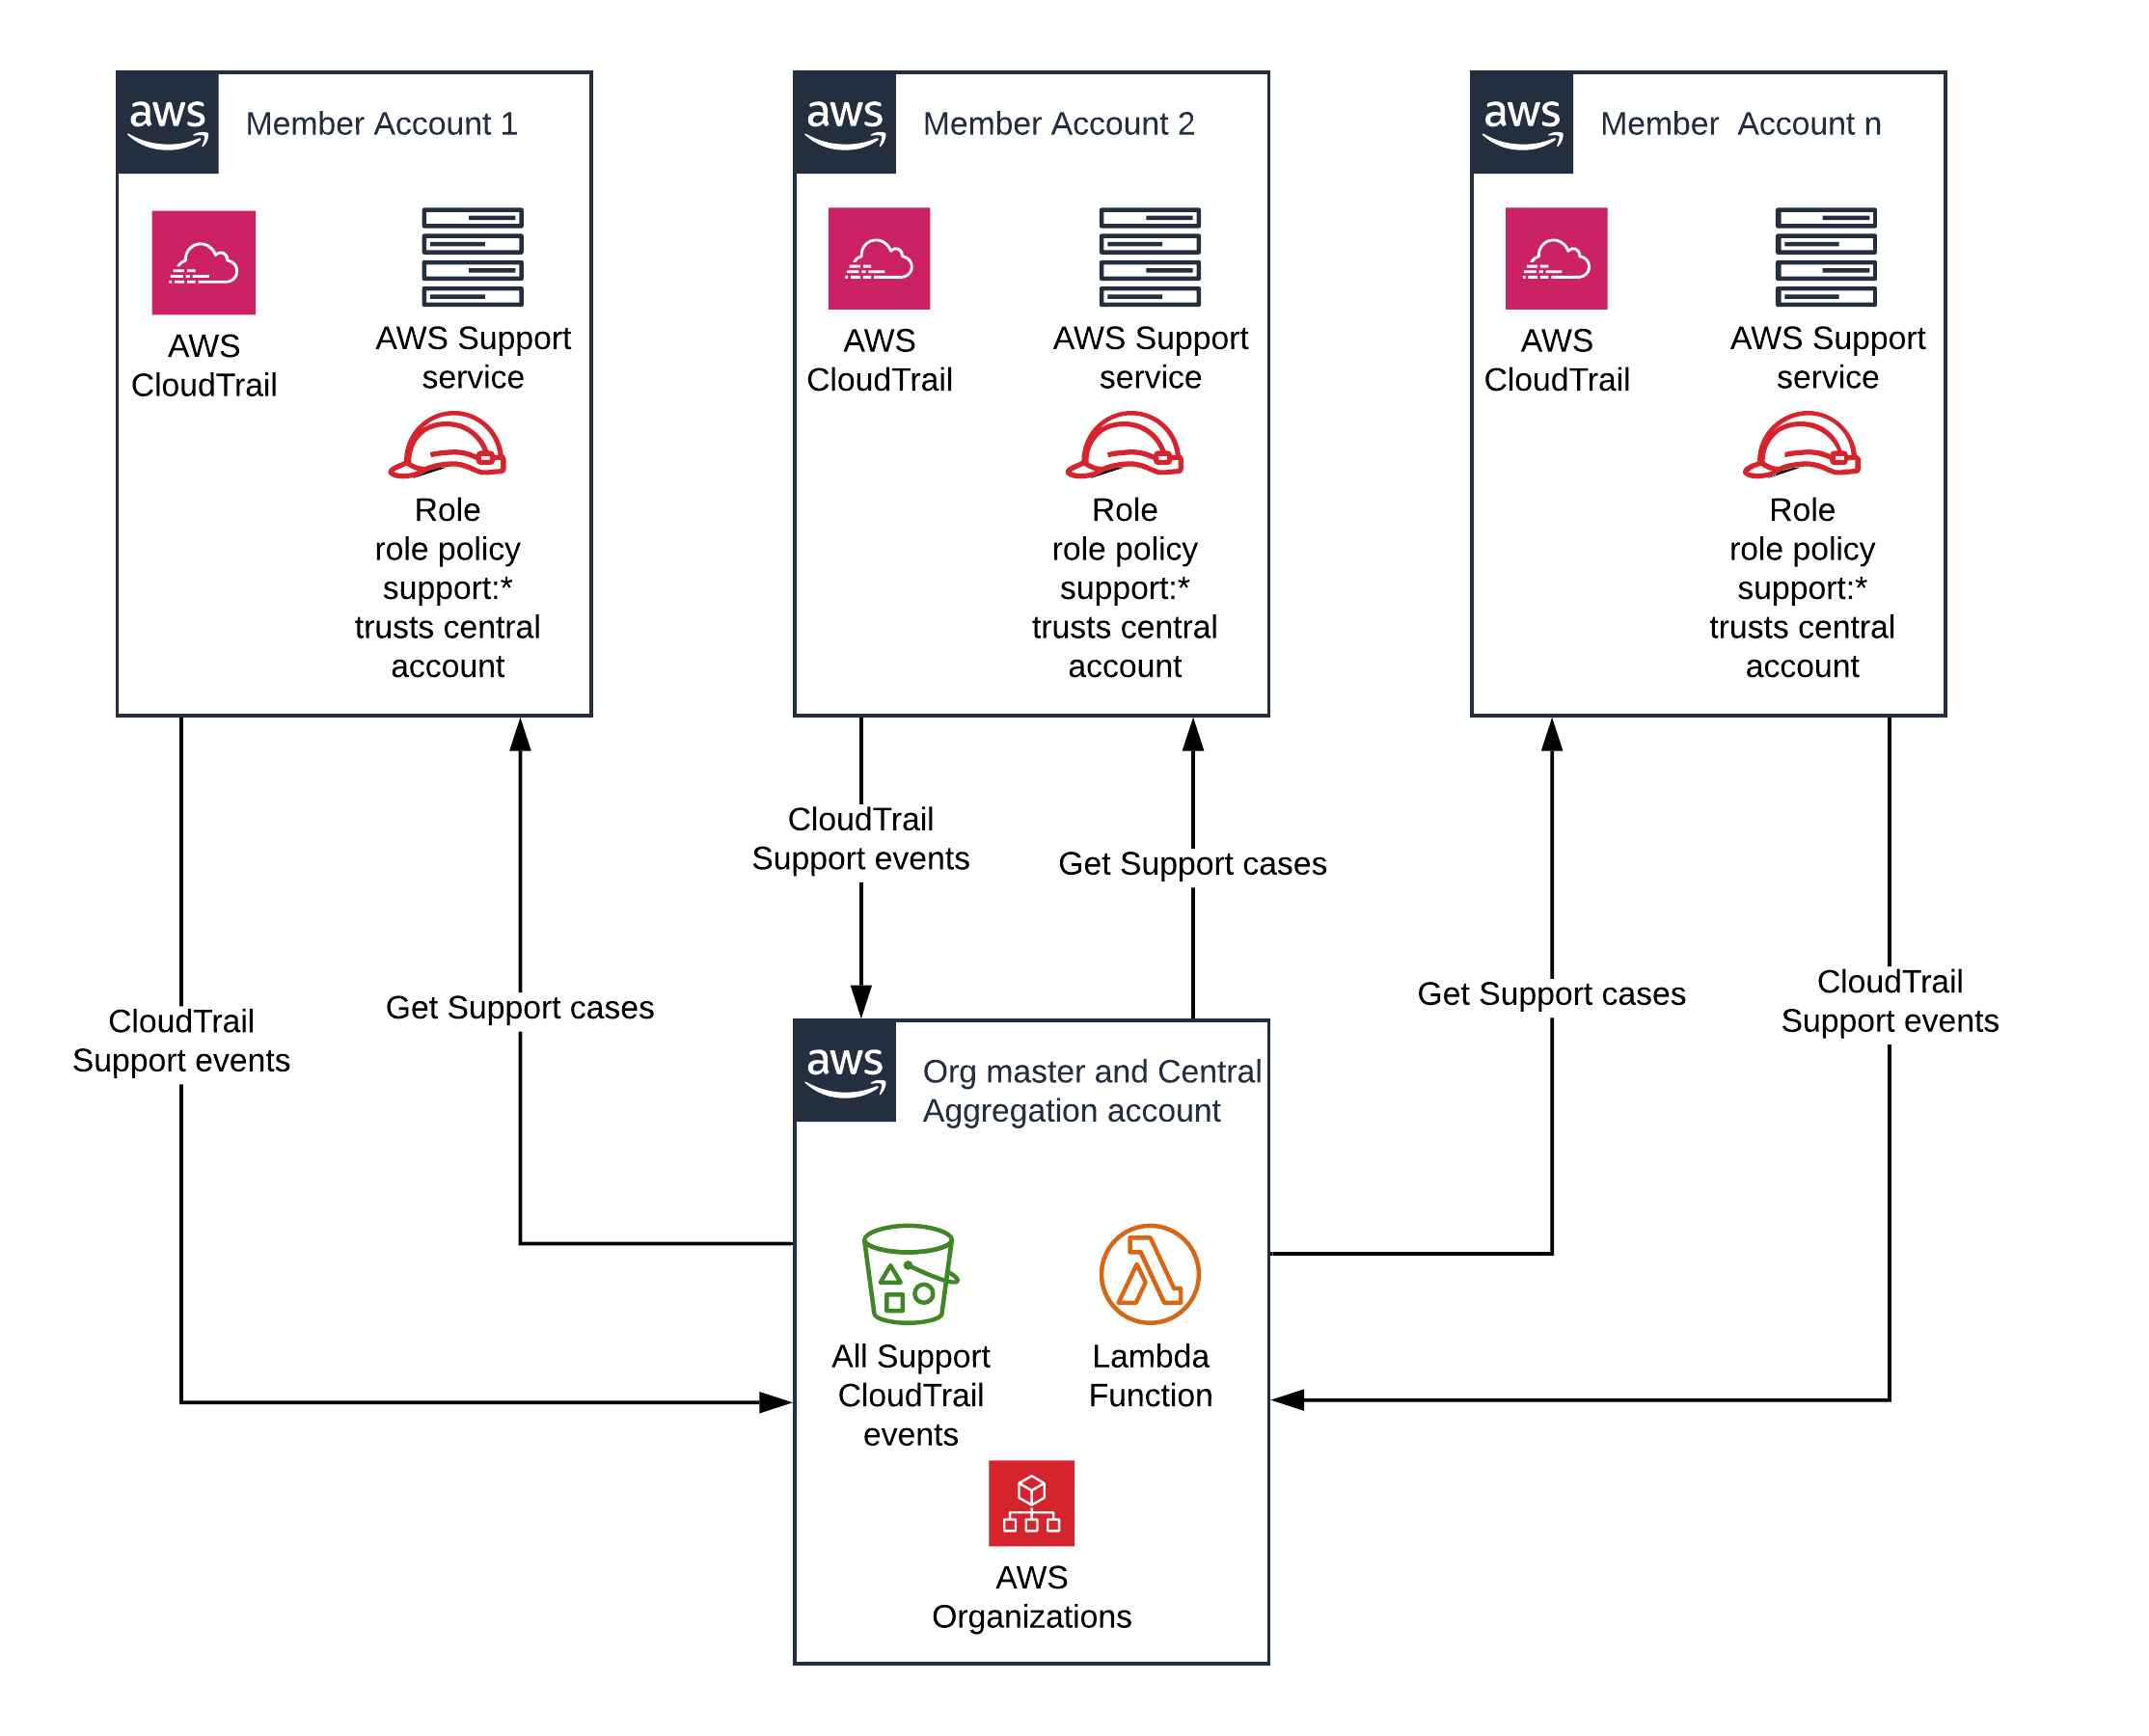 aws
Member Account 1
AWS
CloudTrail
AWS Support
service
Role
role policy
support:*
trusts central
account
aws
Member Account 2
AWS
CloudTrail
AWS Support
service
Role
role policy
support:*
trusts central
account
aws
Member  Account n
AWS
CloudTrail
AWS Support
service
Role
role policy
support:*
trusts central
account
CloudTrail
Support events
Get Support cases
CloudTrail
Support events
Get Support cases
Get Support cases
CloudTrail
Support events
aws
Org master and Central
Aggregation account
All Support
CloudTrail
events
Lambda
Function
AWS
Organizations